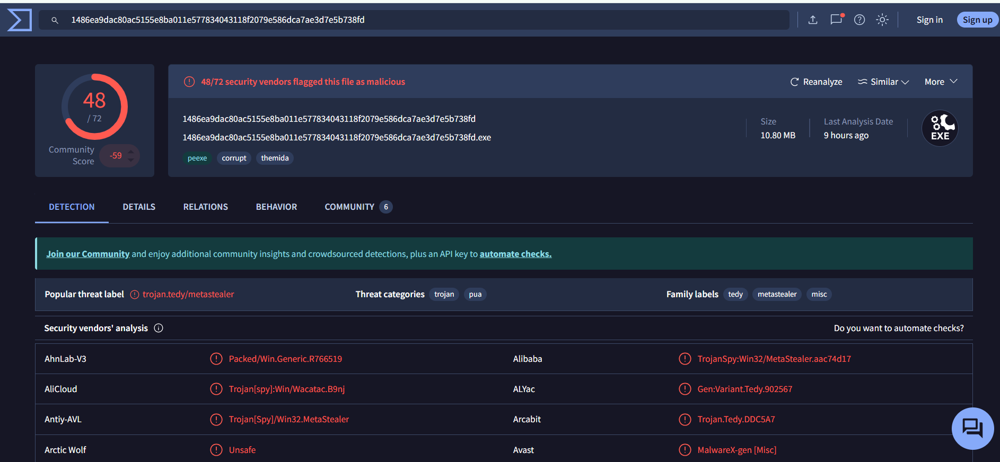 1486ea9dac80ac5155e8ba011e577834043118f2079e586dca7ae3d7e5b738fd
Sign in
Sign up
48
/ 72
Community
Score
-59
48/72 security vendors flagged this file as malicious
Reanalyze
Similar
More
1486ea9dac80ac5155e8ba011e577834043118f2079e586dca7ae3d7e5b738fd
1486ea9dac80ac5155e8ba011e577834043118f2079e586dca7ae3d7e5b738fd.exe
peexe corrupt themida
Size
10.80 MB
Last Analysis Date
9 hours ago
EXE
DETECTION DETAILS RELATIONS BEHAVIOR COMMUNITY 6
Join our Community and enjoy additional community insights and crowdsourced detections, plus an API key to automate checks.
Popular threat label trojan.tedy/metastealer Threat categories trojan pua Family labels tedy metastealer misc
Security vendors' analysis Do you want to automate checks?
AhnLab-V3 Packed/Win.Generic.R766519 Alibaba TrojanSpy:Win32/MetaStealer.aac74d17
AliCloud Trojan[spy]:Win/Wacatac.B9nj ALYac Gen:Variant.Tedy.902567
Antiy-AVL Trojan[Spy]/Win32.MetaStealer Arcabit Trojan.Tedy.DDC5A7
Arctic Wolf Unsafe Avast MalwareX-gen [Misc]